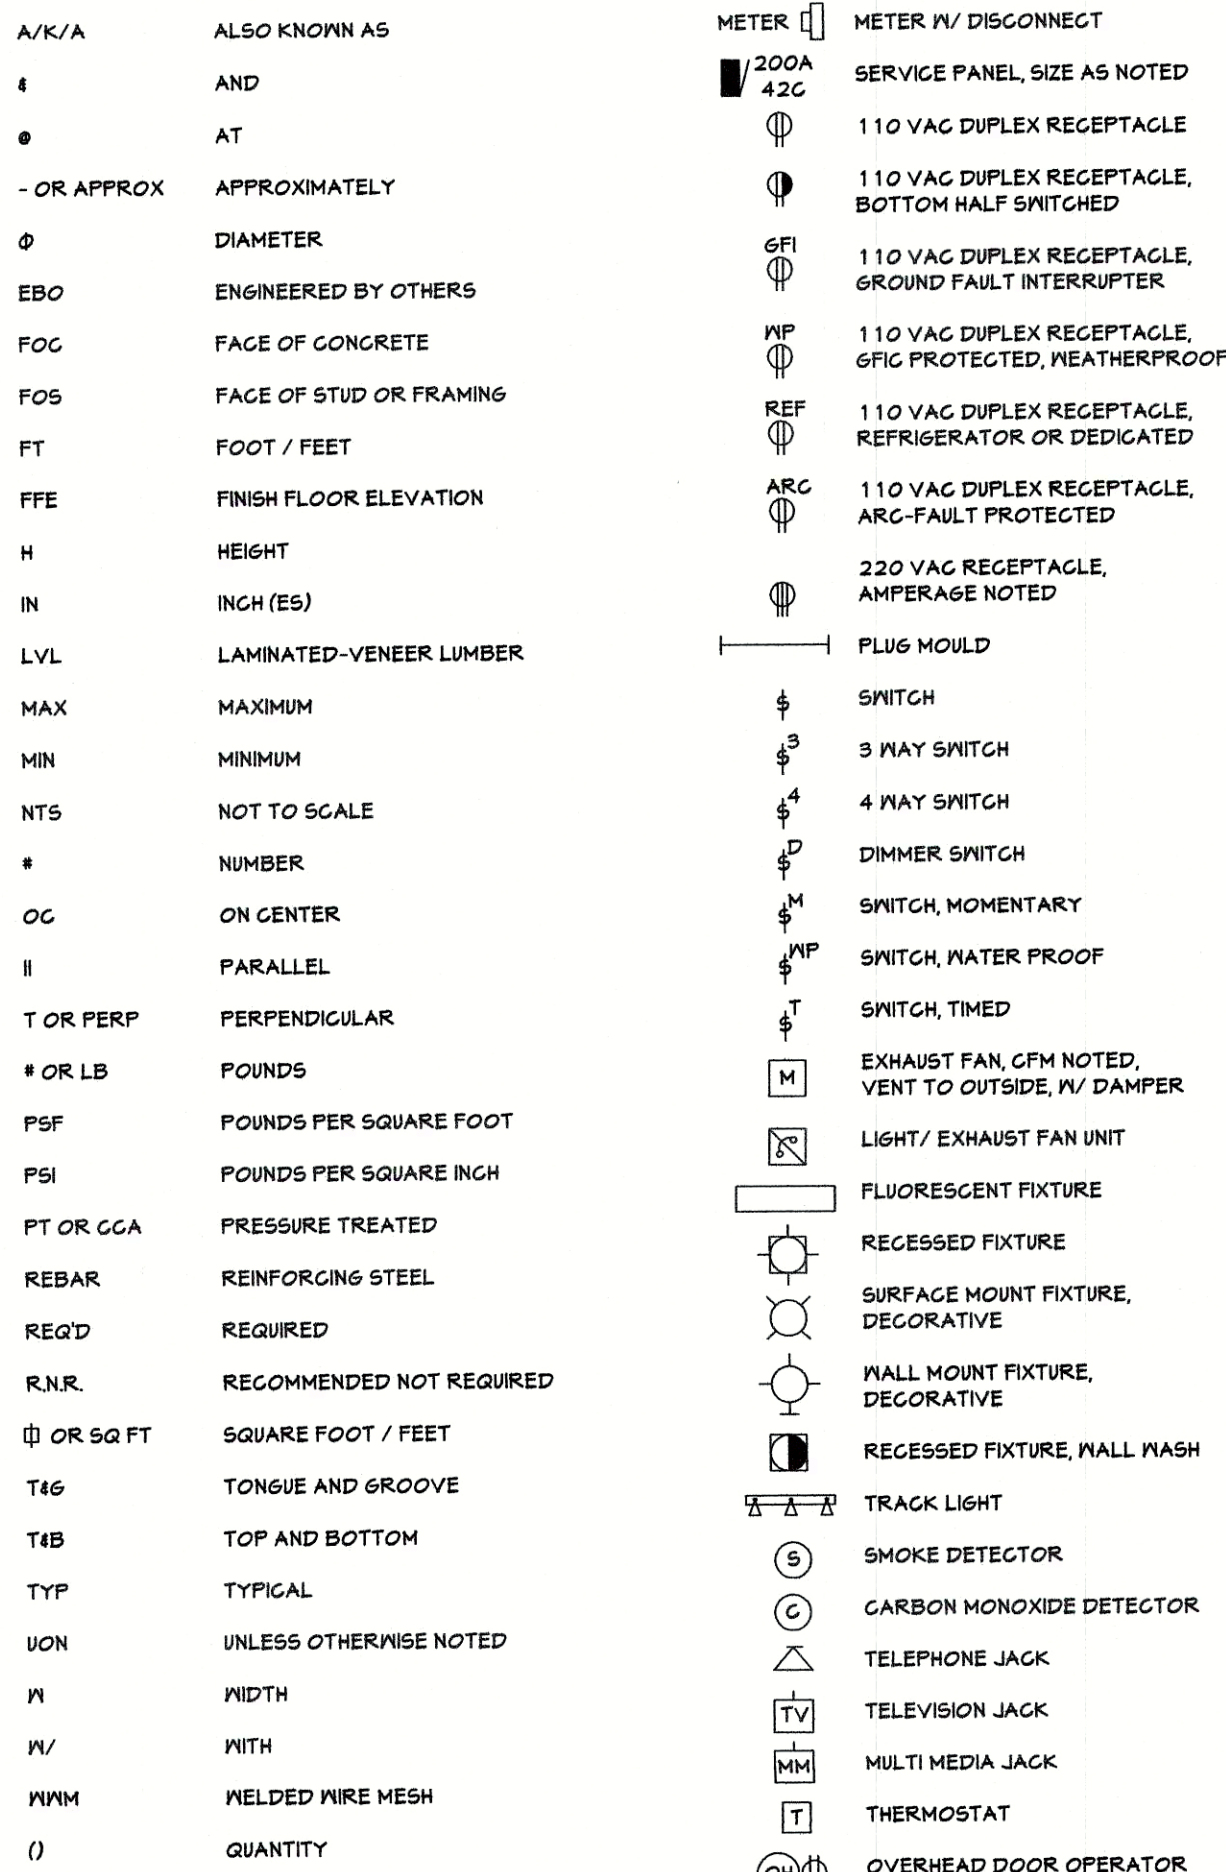 A/K/A ALSO KNOWN AS
& AND
@ AT
- OR APPROX APPROXIMATELY
Φ DIAMETER
EBO ENGINEERED BY OTHERS
FOC FACE OF CONCRETE
FOS FACE OF STUD OR FRAMING
FT FOOT / FEET
FFE FINISH FLOOR ELEVATION
H HEIGHT
IN INCH (ES)
LVL LAMINATED-VENEER LUMBER
MAX MAXIMUM
MIN MINIMUM
NTS NOT TO SCALE
# NUMBER
OC ON CENTER
|| PARALLEL
T OR PERP PERPENDICULAR
# OR LB POUNDS
PSF POUNDS PER SQUARE FOOT
PSI POUNDS PER SQUARE INCH
PT OR CCA PRESSURE TREATED
REBAR REINFORCING STEEL
REQ'D REQUIRED
R.N.R. RECOMMENDED NOT REQUIRED
OR SQ FT SQUARE FOOT / FEET
T&G TONGUE AND GROOVE
T&B TOP AND BOTTOM
TYP TYPICAL
UON UNLESS OTHERWISE NOTED
W WIDTH
W/ WITH
WWM WELDED WIRE MESH
() QUANTITY
METER METER W/ DISCONNECT
200A
42C
SERVICE PANEL, SIZE AS NOTED
110 VAC DUPLEX RECEPTACLE
110 VAC DUPLEX RECEPTACLE,
BOTTOM HALF SWITCHED
GFI
110 VAC DUPLEX RECEPTACLE,
GROUND FAULT INTERRUPTER
WP
110 VAC DUPLEX RECEPTACLE,
GFIC PROTECTED, WEATHERPROOF
REF
110 VAC DUPLEX RECEPTACLE,
REFRIGERATOR OR DEDICATED
ARC
110 VAC DUPLEX RECEPTACLE,
ARC-FAULT PROTECTED
220 VAC RECEPTACLE,
AMPERAGE NOTED
PLUG MOULD
$ SWITCH
$3 3 WAY SWITCH
$4 4 WAY SWITCH
$D DIMMER SWITCH
$M SWITCH, MOMENTARY
$WP SWITCH, WATER PROOF
$T SWITCH, TIMED
M
EXHAUST FAN, CFM NOTED,
VENT TO OUTSIDE, W/ DAMPER
LIGHT/ EXHAUST FAN UNIT
FLUORESCENT FIXTURE
RECESSED FIXTURE
SURFACE MOUNT FIXTURE,
DECORATIVE
WALL MOUNT FIXTURE,
DECORATIVE
RECESSED FIXTURE, WALL WASH
TRACK LIGHT
S SMOKE DETECTOR
C CARBON MONOXIDE DETECTOR
TELEPHONE JACK
TV TELEVISION JACK
MM MULTI MEDIA JACK
T THERMOSTAT
OH OVERHEAD DOOR OPERATOR